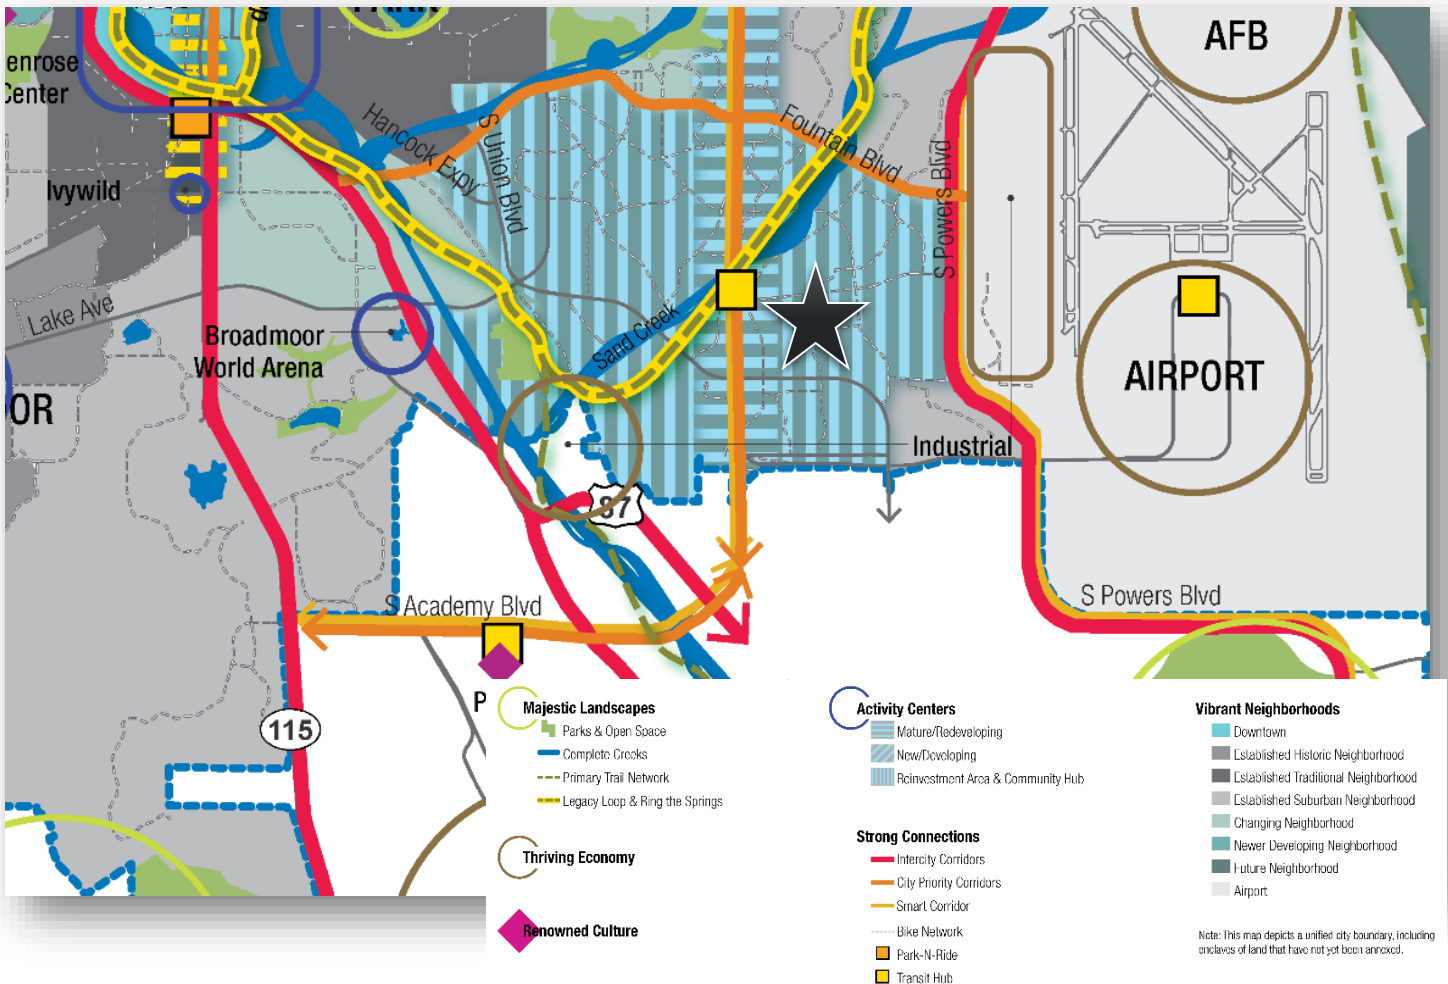 PARK
AFB
enrose
Center
Hancock Expy
S Union Blvd
Fountain Blvd
S Powers Blvd
Ivywild
Lake Ave
Broadmoor
World Arena
Sand Creek
AIRPORT
OR
Industrial
87
S Academy Blvd
S Powers Blvd
P
115
Majestic Landscapes
Parks & Open Space
Complete Creeks
Primary Trail Network
Legacy Loop & Ring the Springs
Thriving Economy
Renowned Culture
Activity Centers
Mature/Redeveloping
New/Developing
Reinvestment Area & Community Hub
Strong Connections
Intercity Corridors
City Priority Corridors
Smart Corridor
Bike Network
Park-N-Ride
Transit Hub
Vibrant Neighborhoods
Downtown
Established Historic Neighborhood
Established Traditional Neighborhood
Established Suburban Neighborhood
Changing Neighborhood
Newer Developing Neighborhood
Future Neighborhood
Airport
Note: This map depicts a unified city boundary, including
enclaves of land that have not yet been annexed.